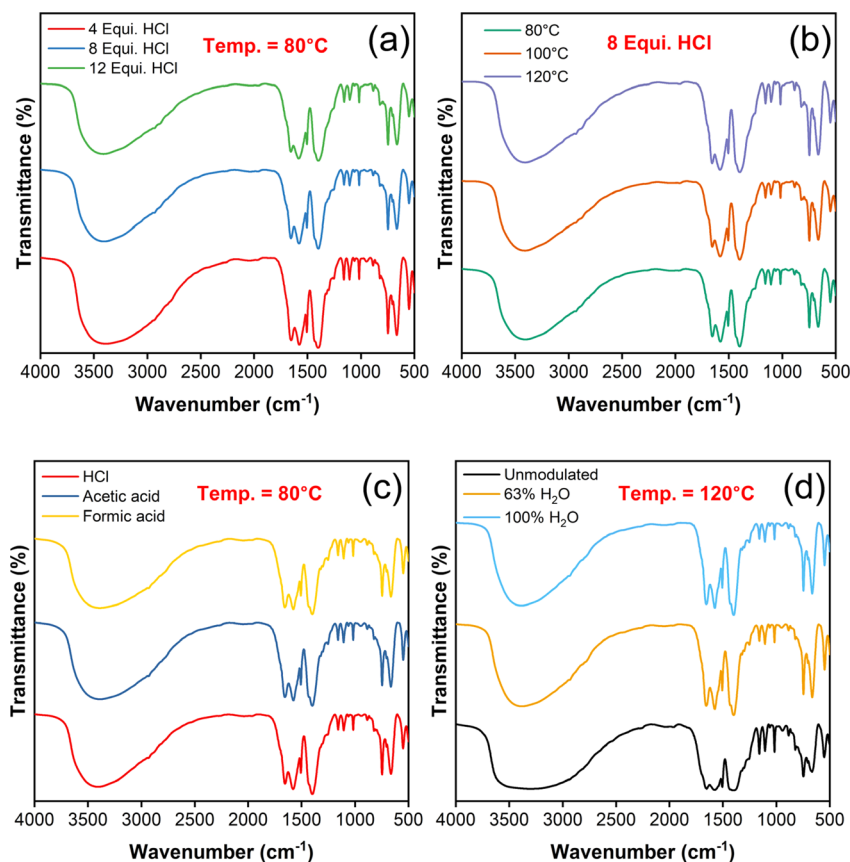 4 Equi. HCl
8 Equi. HCl
12 Equi. HCl
Temp. = 80°C
(a)
Transmittance (%)
4000 3500 3000 2500 2000 1500 1000 500
Wavenumber (cm⁻¹)
80°C
100°C
120°C
8 Equi. HCl
(b)
Transmittance (%)
4000 3500 3000 2500 2000 1500 1000 500
Wavenumber (cm⁻¹)
HCl
Acetic acid
Formic acid
Temp. = 80°C
(c)
Transmittance (%)
4000 3500 3000 2500 2000 1500 1000 500
Wavenumber (cm⁻¹)
Unmodulated
63% H₂O
100% H₂O
Temp. = 120°C
(d)
Transmittance (%)
4000 3500 3000 2500 2000 1500 1000 500
Wavenumber (cm⁻¹)